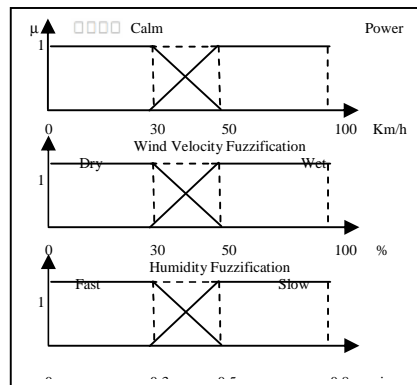 μ Calm Power
1
0 30 50 100 Km/h
Wind Velocity Fuzzification
Dry Wet
1
0 30 50 100 %
Humidity Fuzzification
Fast Slow
1